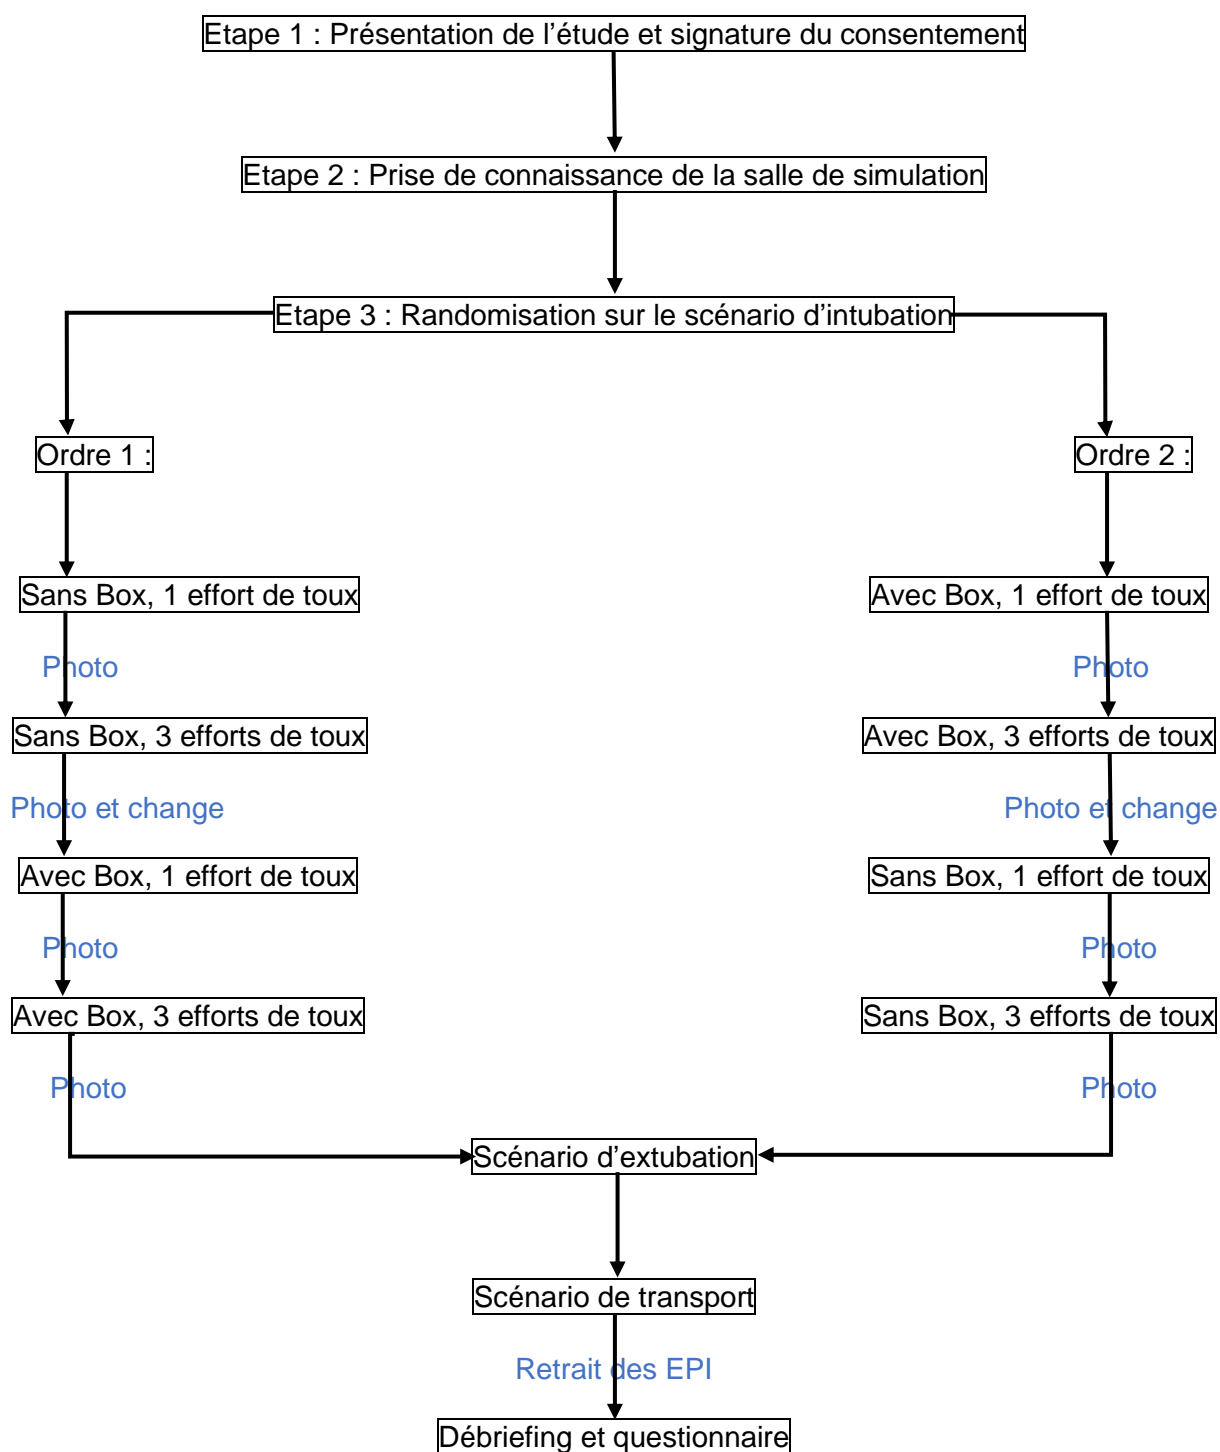 Etape 1 : Présentation de l’étude et signature du consentement
Etape 2 : Prise de connaissance de la salle de simulation
Etape 3 : Randomisation sur le scénario d’intubation
Ordre 1 :
Ordre 2 :
Sans Box, 1 effort de toux
Avec Box, 1 effort de toux
Photo
Photo
Sans Box, 3 efforts de toux
Avec Box, 3 efforts de toux
Photo et change
Photo et change
Avec Box, 1 effort de toux
Sans Box, 1 effort de toux
Photo
Photo
Avec Box, 3 efforts de toux
Sans Box, 3 efforts de toux
Photo
Photo
Scénario d’extubation
Scénario de transport
Retrait des EPI
Débriefing et questionnaire